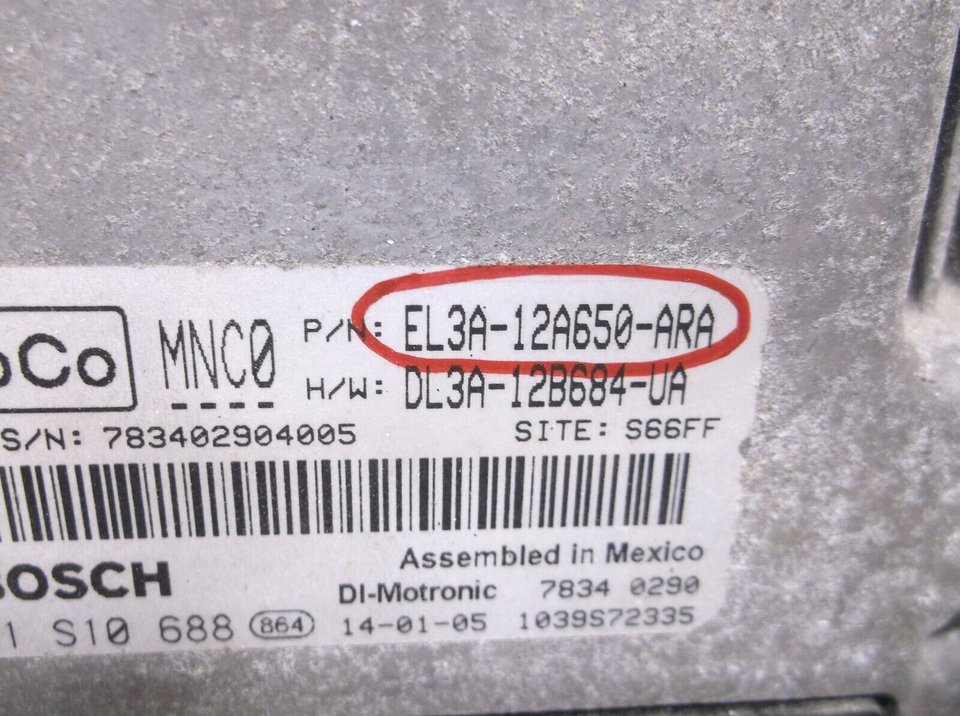 oCo
MNC0
P/N: EL3A-12A650-ARA
H/W: DL3A-12B684-UA
S/N: 783402904005
SITE: S66FF
BOSCH
Assembled in Mexico
DI-Motronic 7834 0290
1 S10 688 864 14-01-05 1039S72335